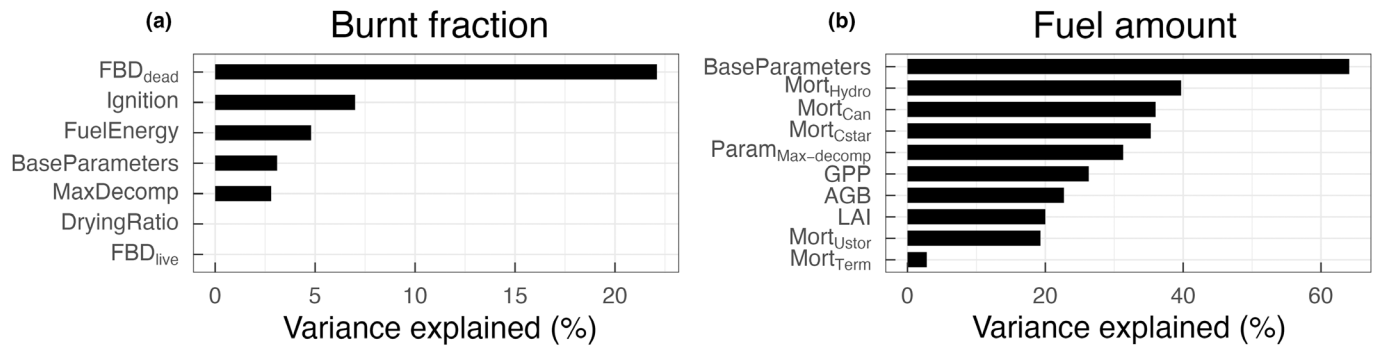 (a) Burnt fraction
FBDdead
Ignition
FuelEnergy
BaseParameters
MaxDecomp
DryingRatio
FBDlive
0 5 10 15 20
Variance explained (%)
(b) Fuel amount
BaseParameters
MortHydro
MortCan
MortCstar
ParamMax−decomp
GPP
AGB
LAI
MortUstor
MortTerm
0 20 40 60
Variance explained (%)